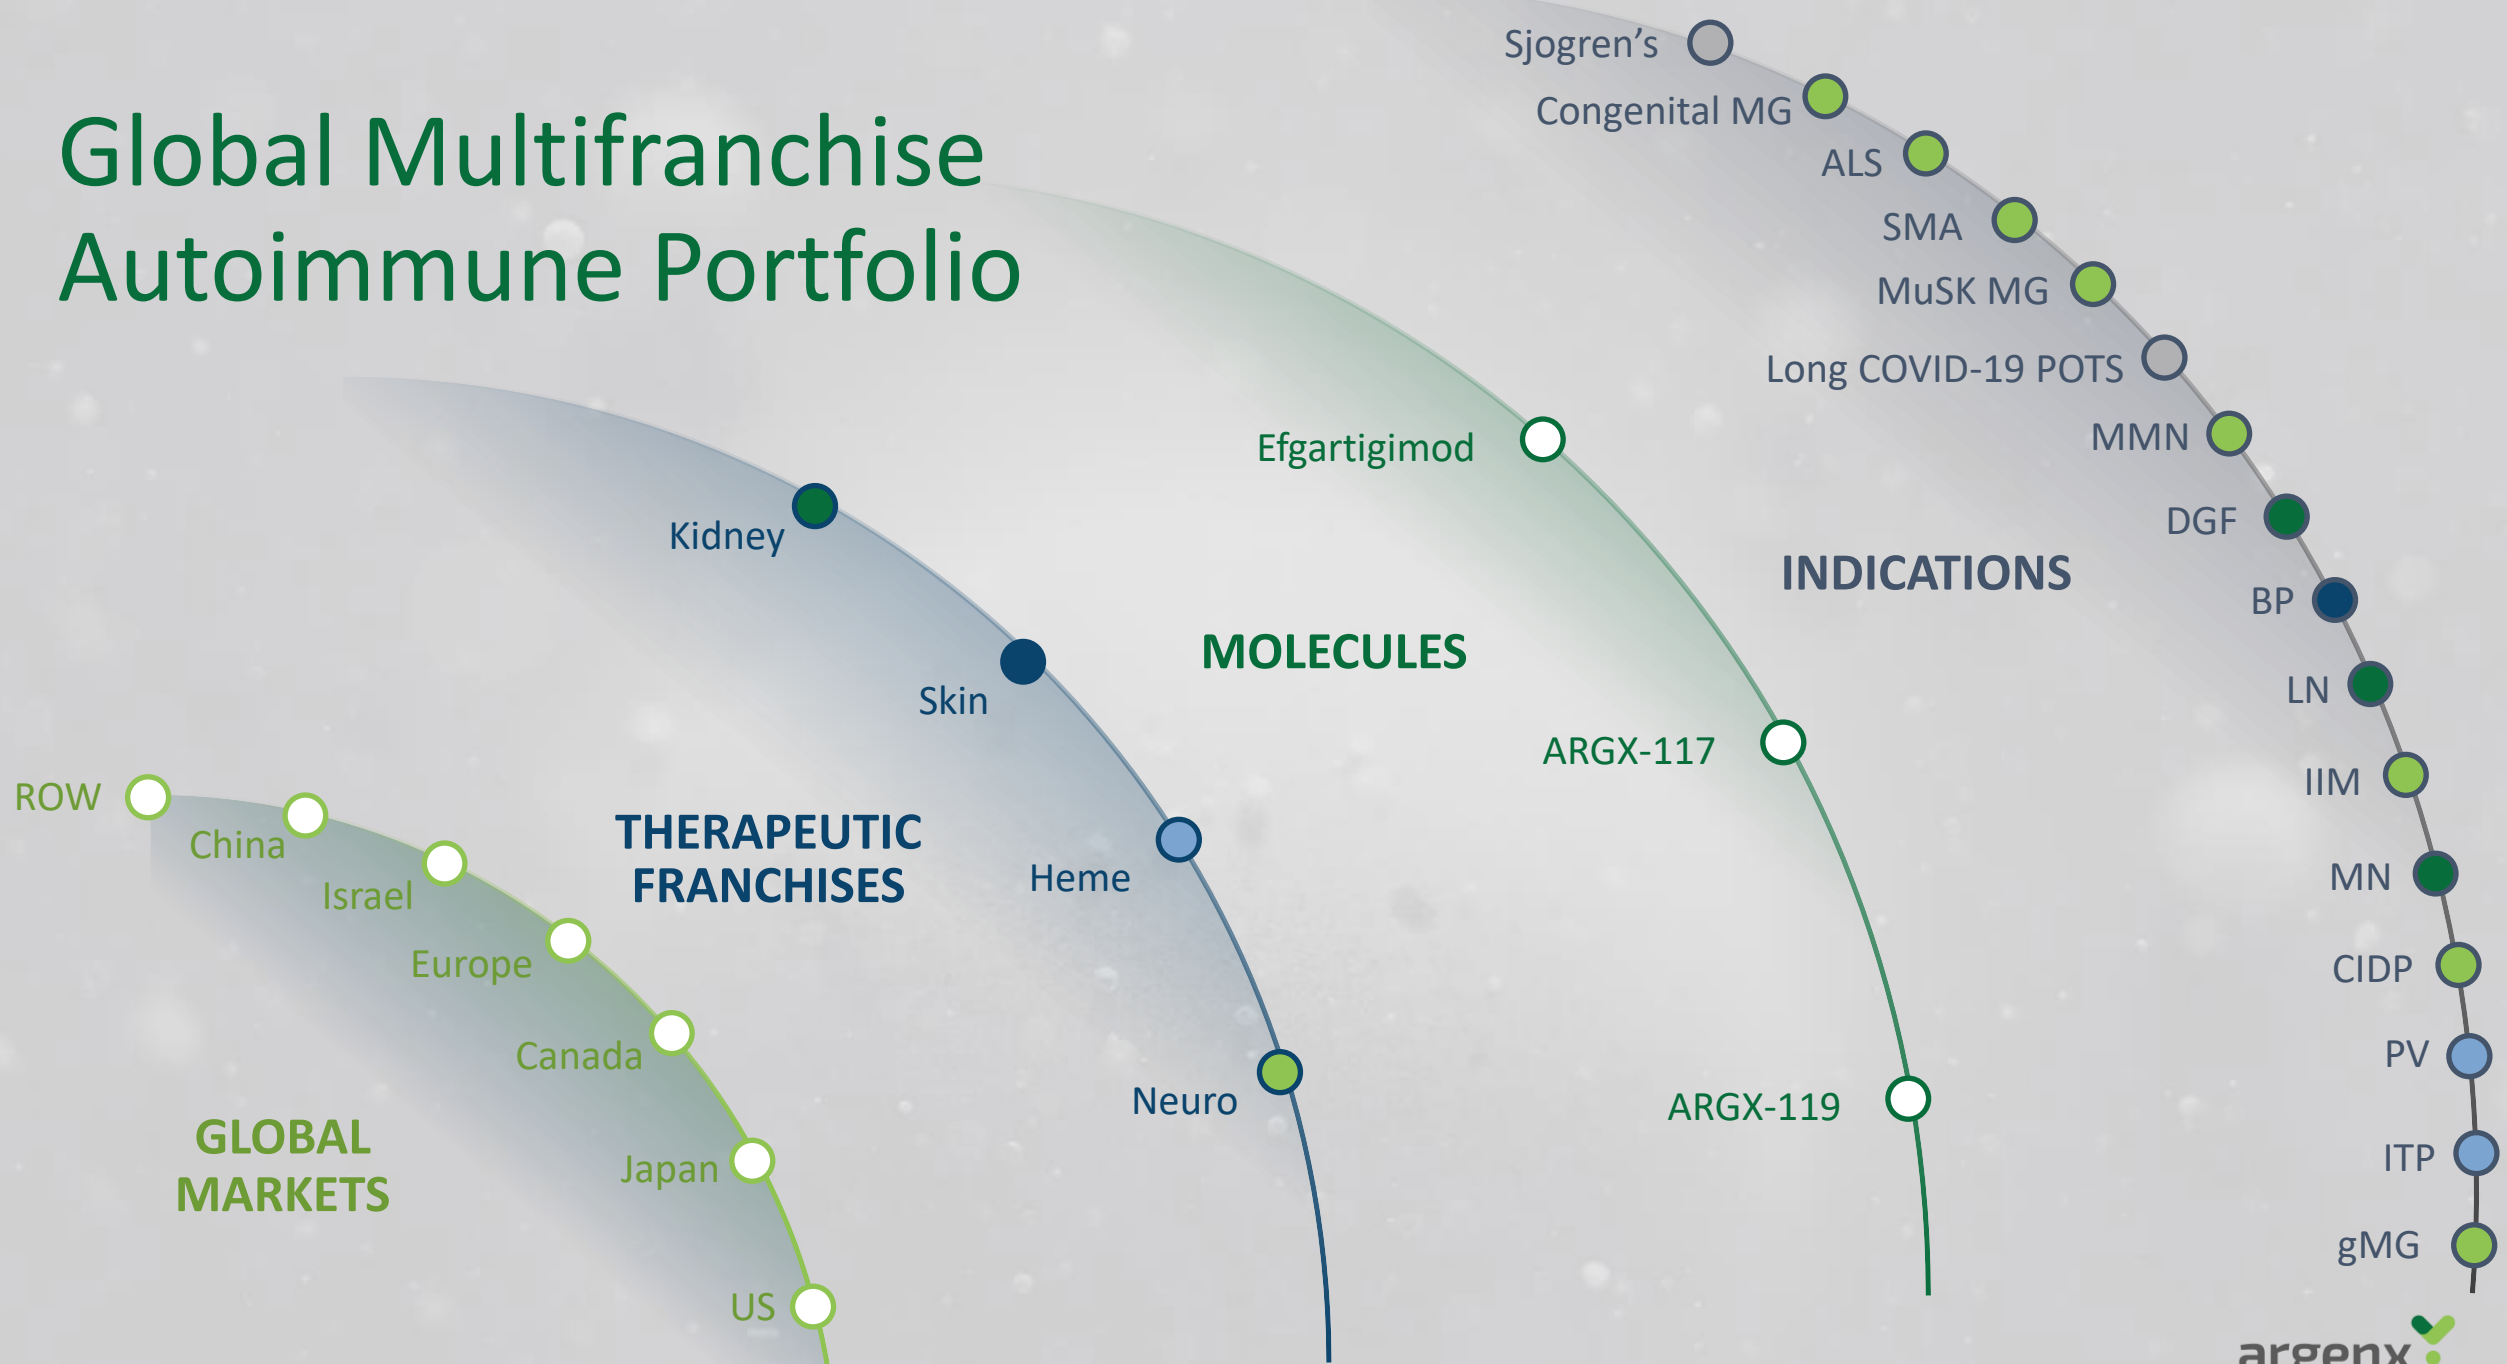 Global Multifranchise
Autoimmune Portfolio
ROW
China
Israel
Europe
Canada
Japan
US
GLOBAL
MARKETS
Kidney
Skin
Heme
Neuro
THERAPEUTIC
FRANCHISES
Efgartigimod
ARGX-117
ARGX-119
MOLECULES
Sjogren's
Congenital MG
ALS
SMA
MuSK MG
Long COVID-19 POTS
MMN
DGF
BP
LN
IIM
MN
CIDP
PV
ITP
gMG
INDICATIONS
argenx